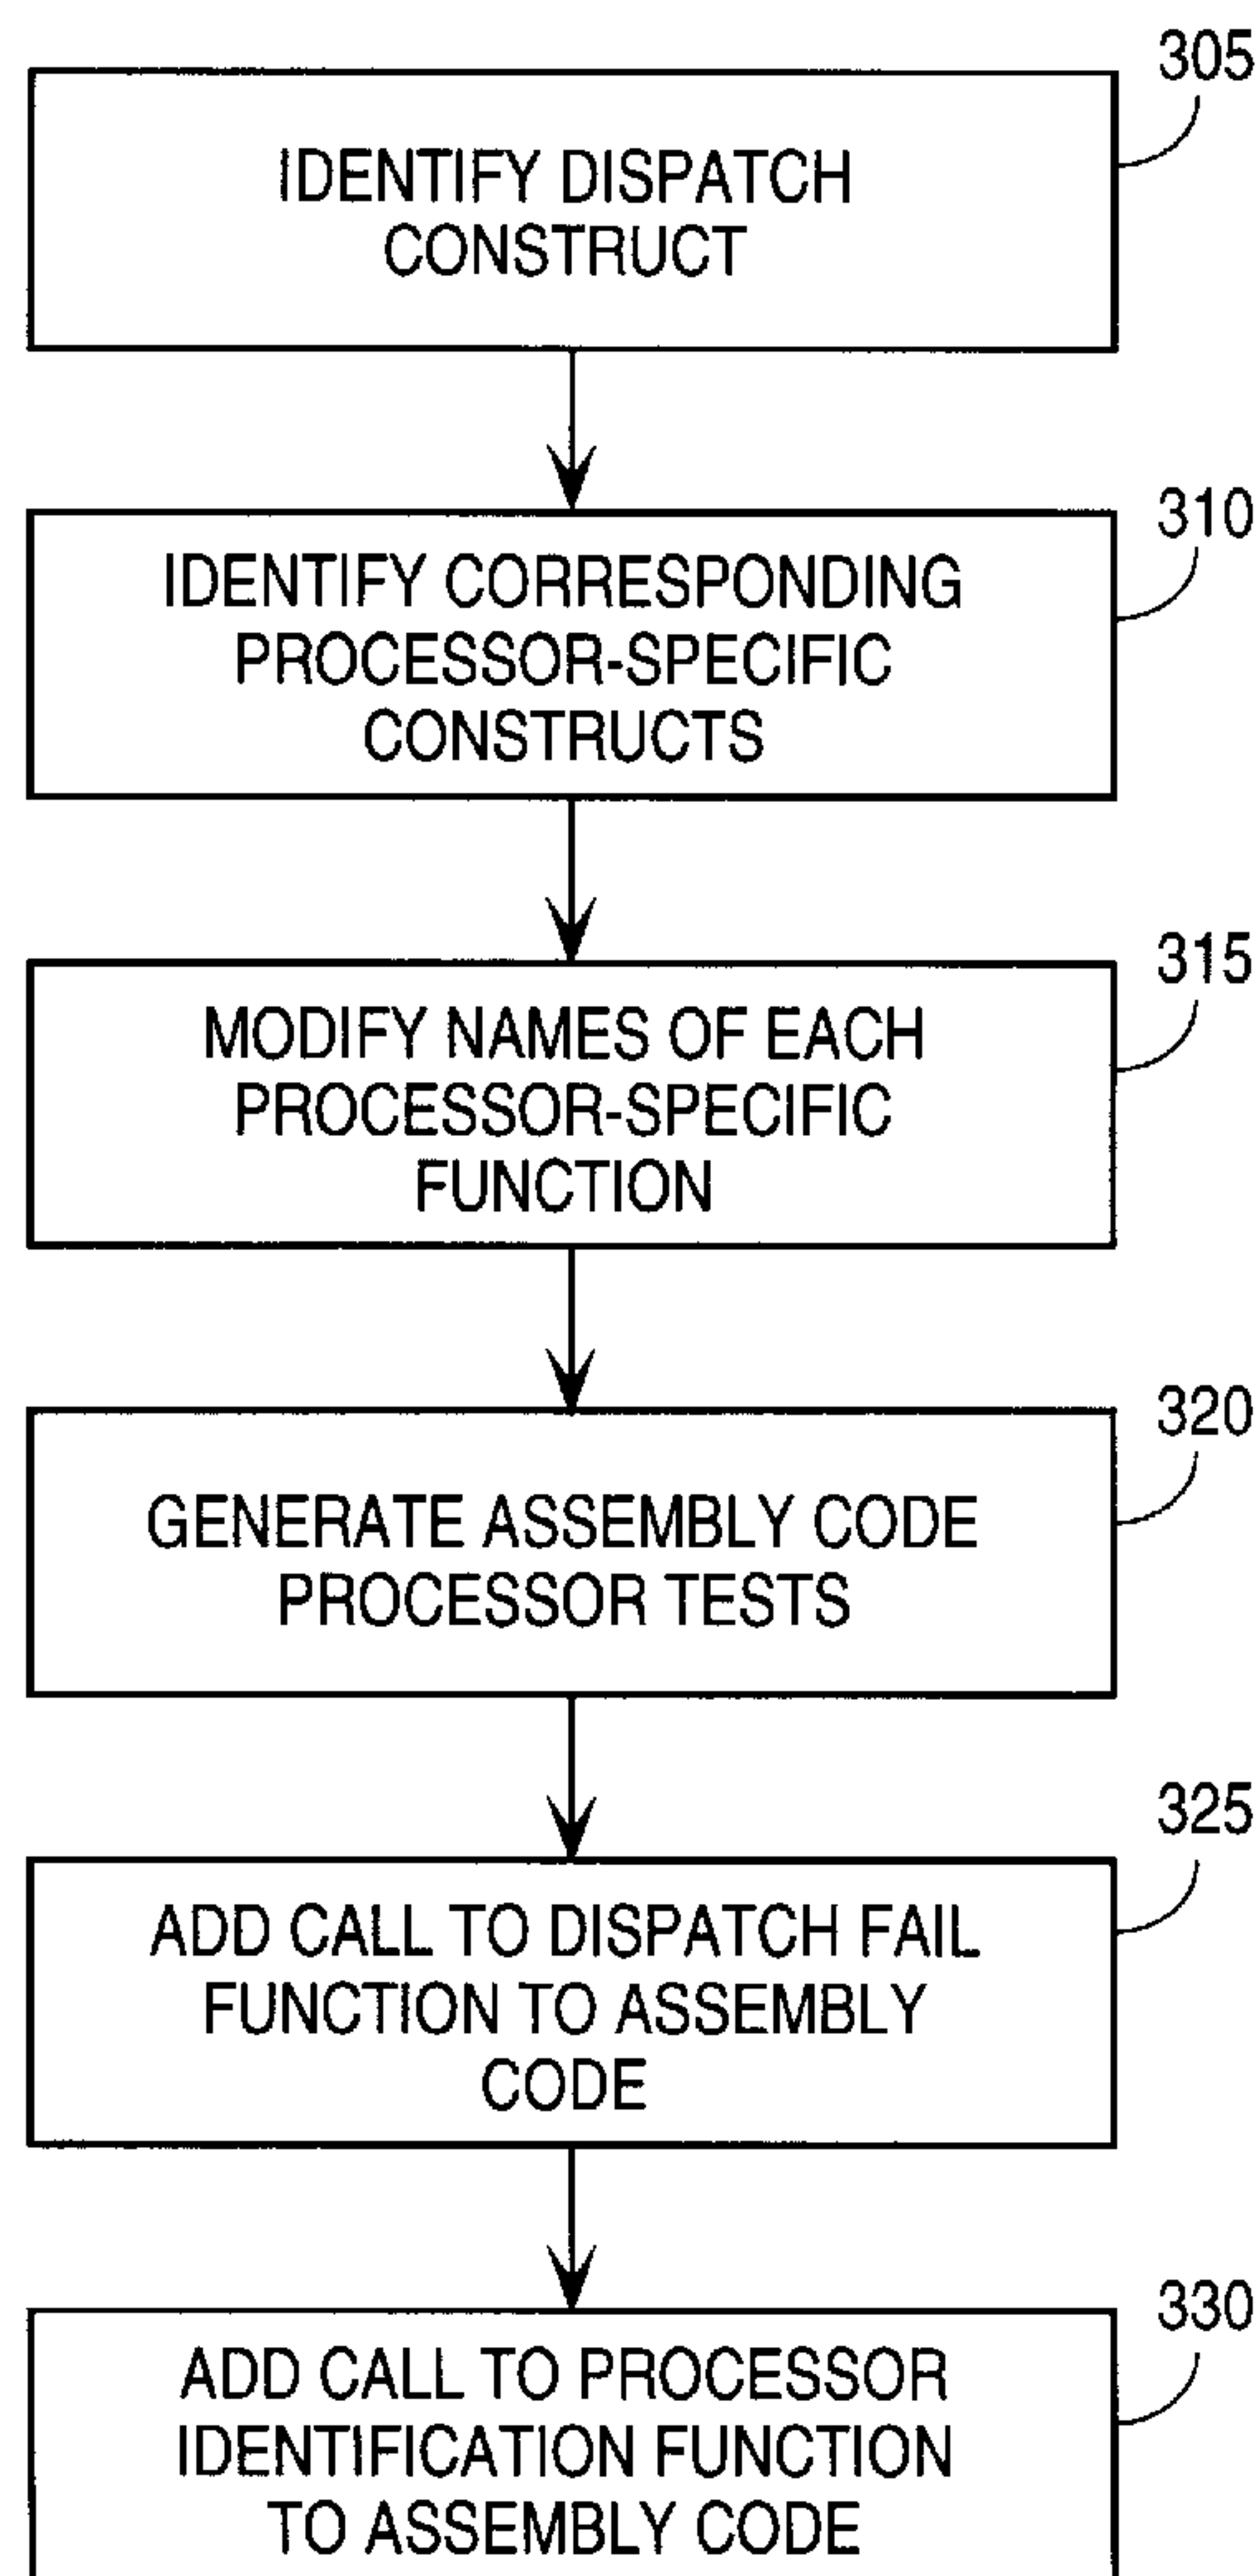 305
IDENTIFY DISPATCH
CONSTRUCT
310
IDENTIFY CORRESPONDING
PROCESSOR-SPECIFIC
CONSTRUCTS
315
MODIFY NAMES OF EACH
PROCESSOR-SPECIFIC
FUNCTION
320
GENERATE ASSEMBLY CODE
PROCESSOR TESTS
325
ADD CALL TO DISPATCH FAIL
FUNCTION TO ASSEMBLY
CODE
330
ADD CALL TO PROCESSOR
IDENTIFICATION FUNCTION
TO ASSEMBLY CODE